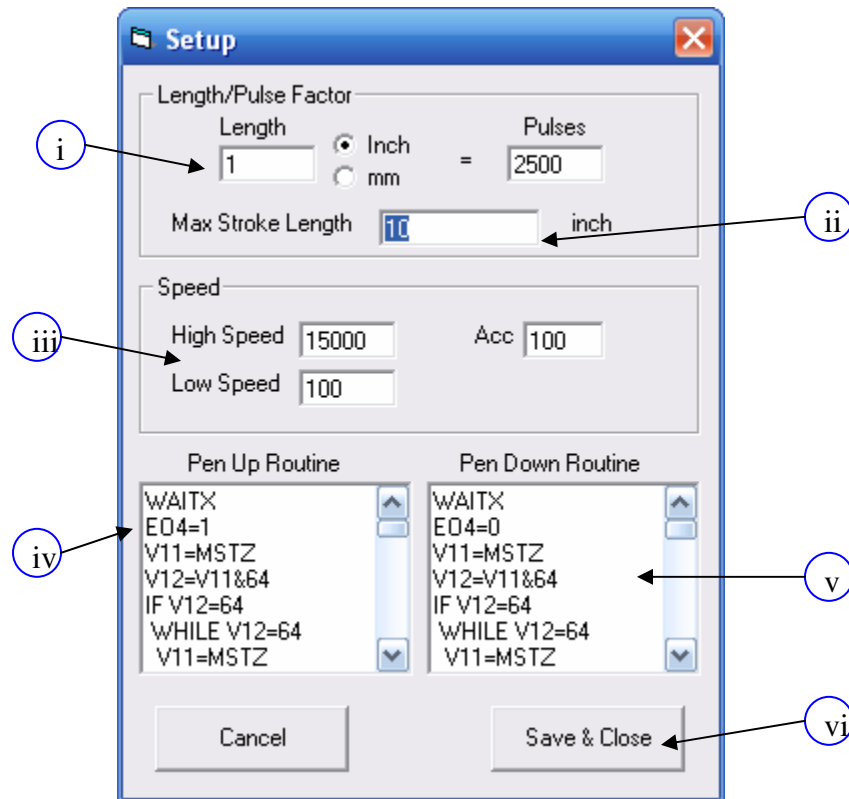 Setup
Length/Pulse Factor
Length
Pulses
i
1
Inch
mm
=
2500
Max Stroke Length
10
inch
ii
Speed
iii
High Speed
15000
Acc
100
Low Speed
100
Pen Up Routine
WAITX
EO4=1
V11=MSTZ
V12=V11&64
IF V12=64
WHILE V12=64
V11=MSTZ
iv
Pen Down Routine
WAITX
EO4=0
V11=MSTZ
V12=V11&64
IF V12=64
WHILE V12=64
V11=MSTZ
v
Cancel
Save & Close
vi